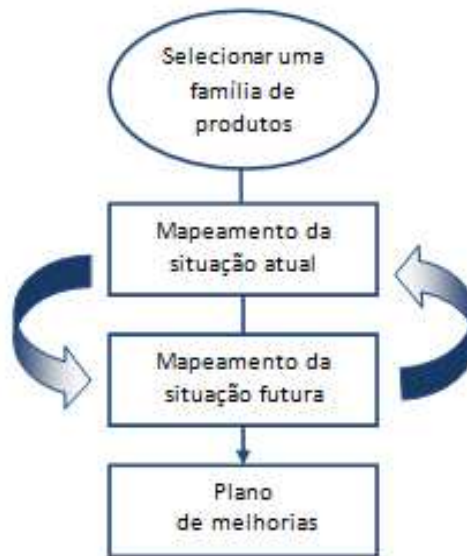 Selecionar uma
família de
produtos
Mapeamento da
situação atual
Mapeamento da
situação futura
Plano
de melhorias